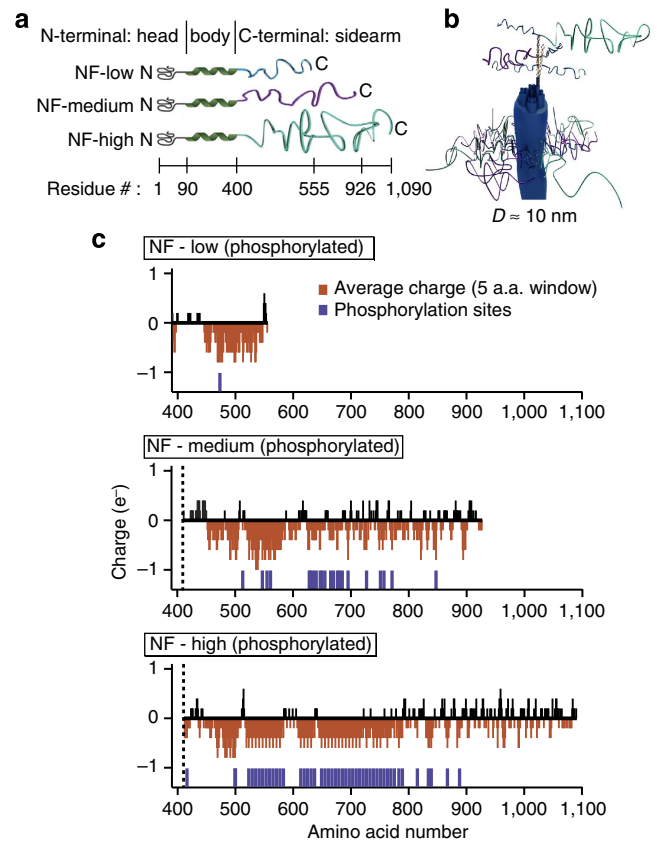 a
N-terminal: head body C-terminal: sidearm
NF-low N C
NF-medium N C
NF-high N C
Residue # : 1 90 400 555 926 1,090
b
D ≈ 10 nm
c
NF - low (phosphorylated)
Average charge (5 a.a. window)
Phosphorylation sites
1
0
−1
400 500 600 700 800 900 1,000 1,100
NF - medium (phosphorylated)
Charge (e⁻)
1
0
−1
400 500 600 700 800 900 1,000 1,100
NF - high (phosphorylated)
1
0
−1
400 500 600 700 800 900 1,000 1,100
Amino acid number